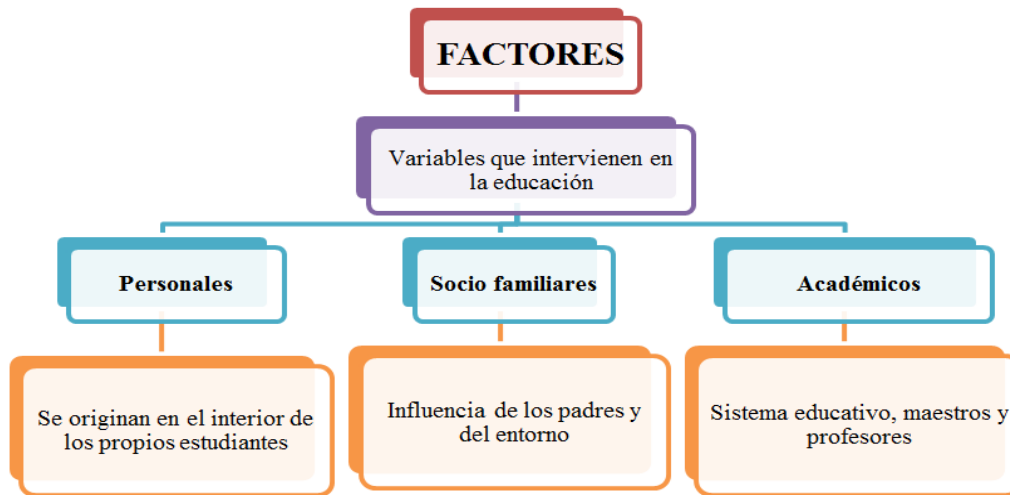 FACTORES
Variables que intervienen en
la educación
Personales
Socio familiares
Académicos
Se originan en el interior de
los propios estudiantes
Influencia de los padres y
del entorno
Sistema educativo, maestros y
profesores